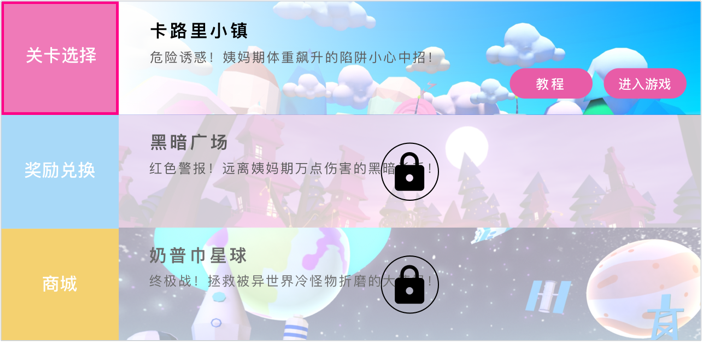 关卡选择
卡路里小镇
危险诱惑！姨妈期体重飙升的陷阱小心中招！
教程
进入游戏
奖励兑换
黑暗广场
红色警报！远离姨妈期万点伤害的黑暗
！
商城
奶普巾星球
终极战！拯救被异世界冷怪物折磨的大
！